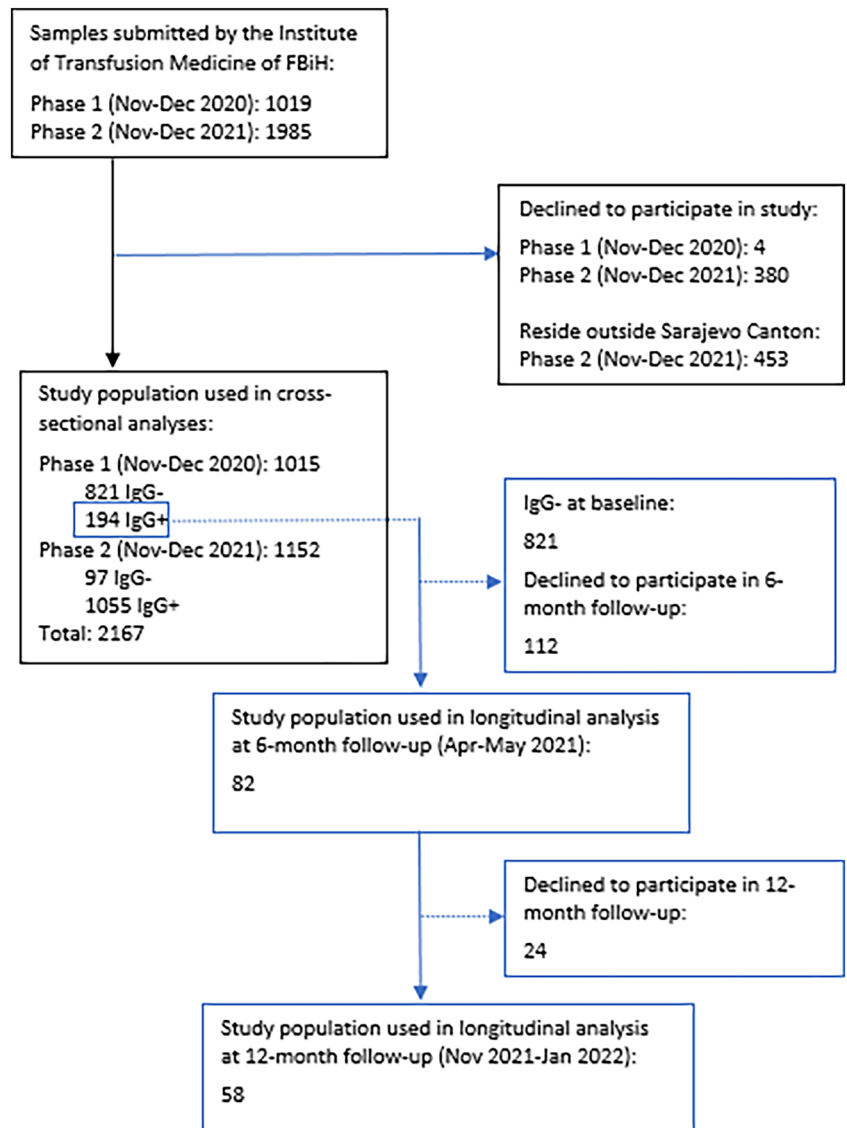 Samples submitted by the Institute
of Transfusion Medicine of FBiH:
Phase 1 (Nov-Dec 2020): 1019
Phase 2 (Nov-Dec 2021): 1985
Declined to participate in study:
Phase 1 (Nov-Dec 2020): 4
Phase 2 (Nov-Dec 2021): 380
Reside outside Sarajevo Canton:
Phase 2 (Nov-Dec 2021): 453
Study population used in cross-
sectional analyses:
Phase 1 (Nov-Dec 2020): 1015
821 IgG-
194 IgG+
Phase 2 (Nov-Dec 2021): 1152
97 IgG-
1055 IgG+
Total: 2167
IgG- at baseline:
821
Declined to participate in 6-
month follow-up:
112
Study population used in longitudinal analysis
at 6-month follow-up (Apr-May 2021):
82
Declined to participate in 12-
month follow-up:
24
Study population used in longitudinal analysis
at 12-month follow-up (Nov 2021-Jan 2022):
58